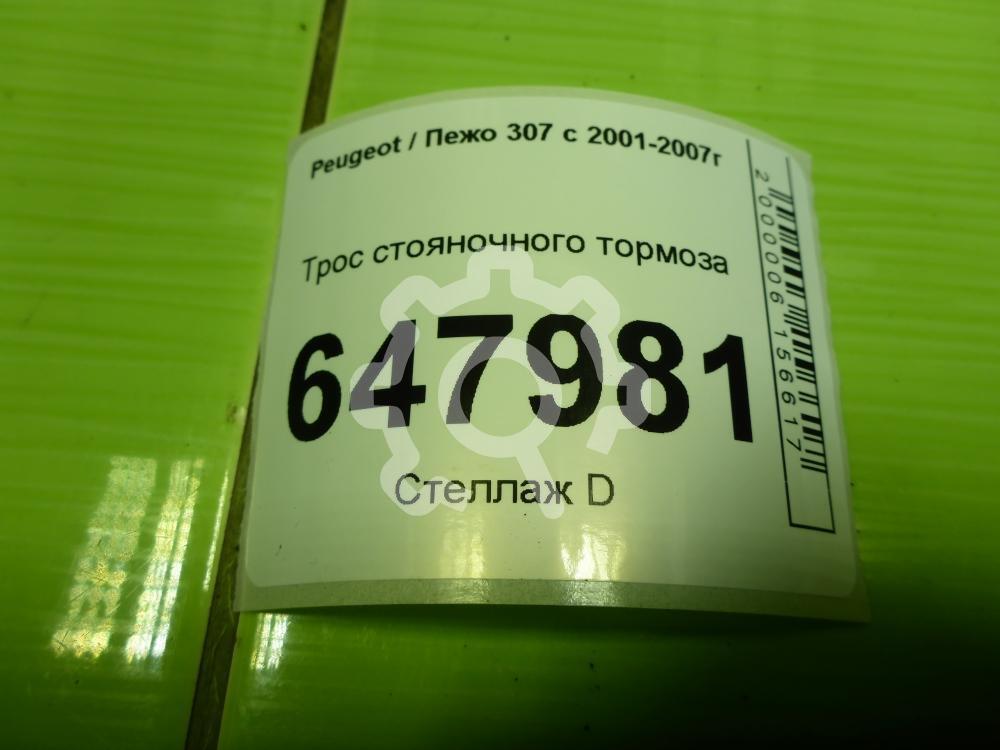 Peugeot / Пежо 307 с 2001-2007г
Трос стояночного тормоза
647981
Стеллаж D
2000006156617